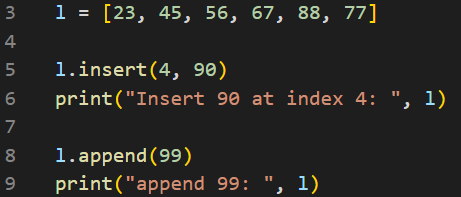 3 l = [23, 45, 56, 67, 88, 77]
4
5 l.insert(4, 90)
6 print("Insert 90 at index 4: ", l)
7
8 l.append(99)
9 print("append 99: ", l)